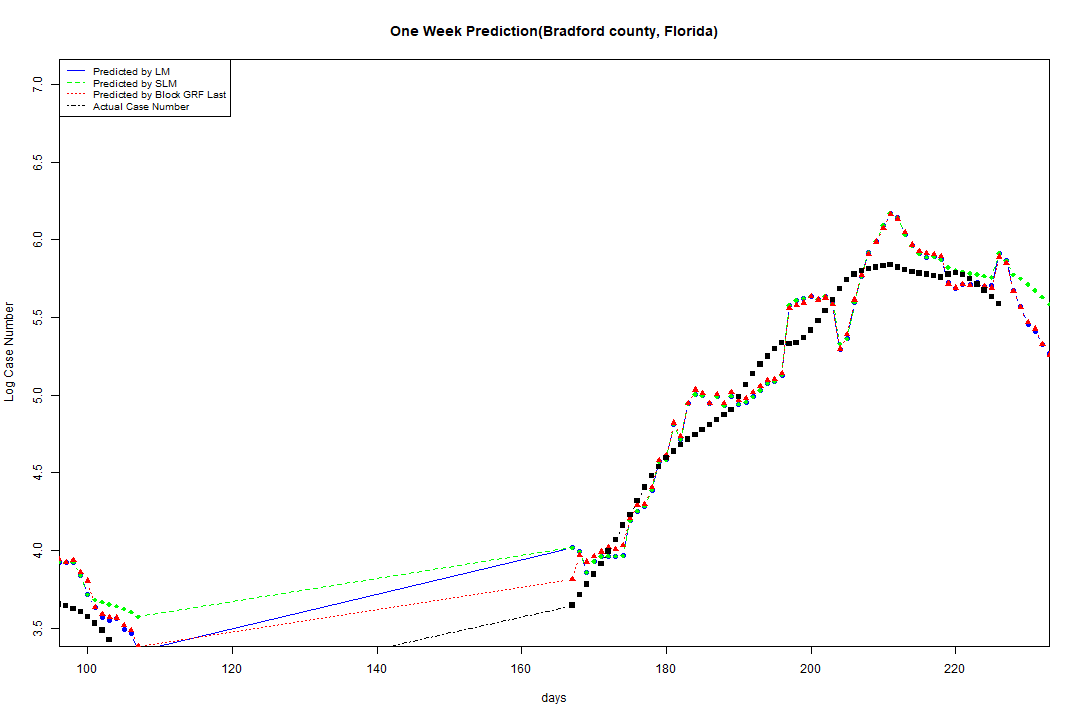 One Week Prediction(Bradford county, Florida)
Predicted by LM
Predicted by SLM
Predicted by Block GRF Last
Actual Case Number
7.0
6.5
6.0
5.5
5.0
4.5
4.0
3.5
Log Case Number
100 120 140 160 180 200 220
days